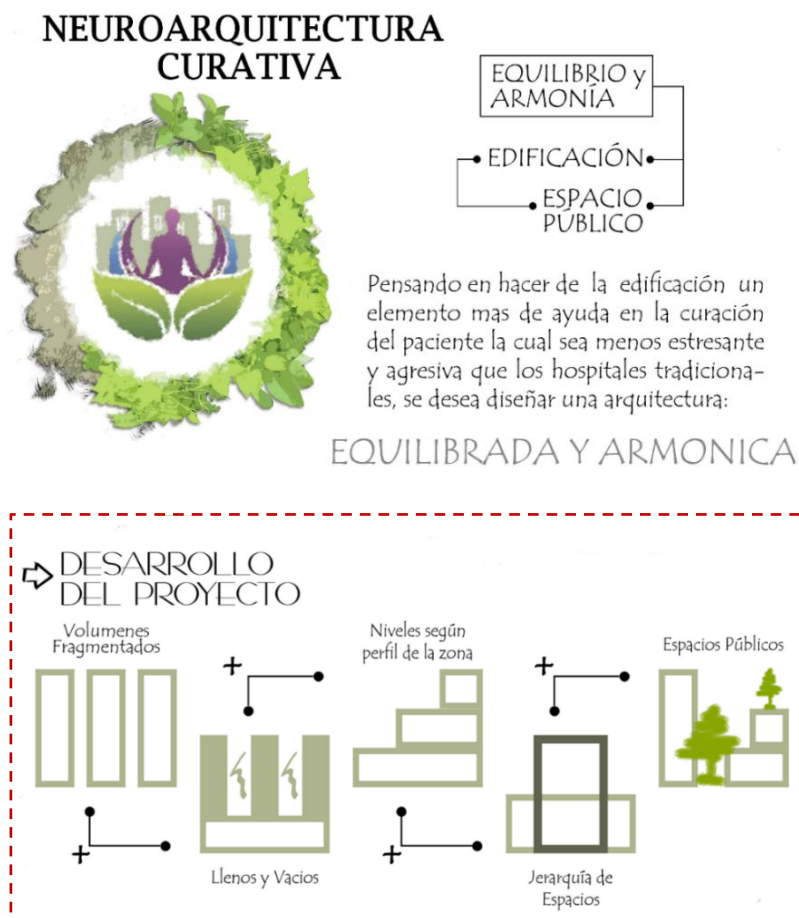 NEUROARQUITECTURA
CURATIVA
EQUILIBRIO y
ARMONÍA
EDIFICACIÓN
ESPACIO
PÚBLICO
Pensando en hacer de la edificación un
elemento mas de ayuda en la curación
del paciente la cual sea menos estresante
y agresiva que los hospitales tradiciona-
les, se desea diseñar una arquitectura:
EQUILIBRADA Y ARMONICA
DESARROLLO
DEL PROYECTO
Volumenes
Fragmentados
Niveles según
perfil de la zona
Espacios Públicos
+
+
+
+
Llenos y Vacios
Jerarquía de
Espacios